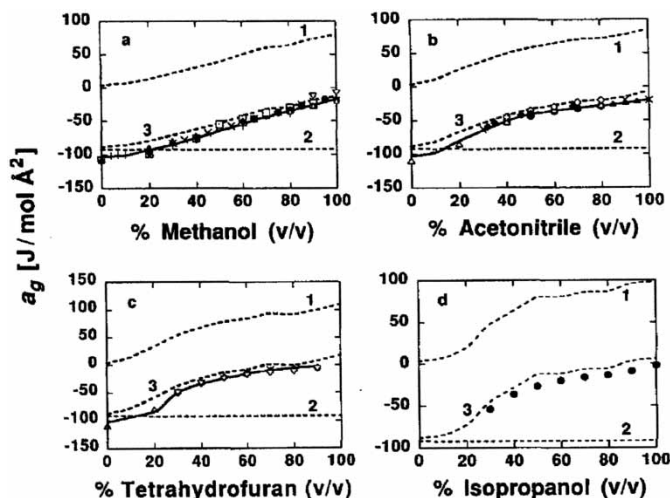 100
50
0
-50
-100
-150
a
1
3
2
0 20 40 60 80 100
% Methanol (v/v)
100
50
0
-50
-100
-150
b
1
3
2
0 20 40 60 80 100
% Acetonitrile (v/v)
a_g [J/mol Å²]
150
100
50
0
-50
-100
-150
c
1
3
2
0 20 40 60 80 100
% Tetrahydrofuran (v/v)
100
50
0
-50
-100
d
1
3
2
0 20 40 60 80 100
% Isopropanol (v/v)